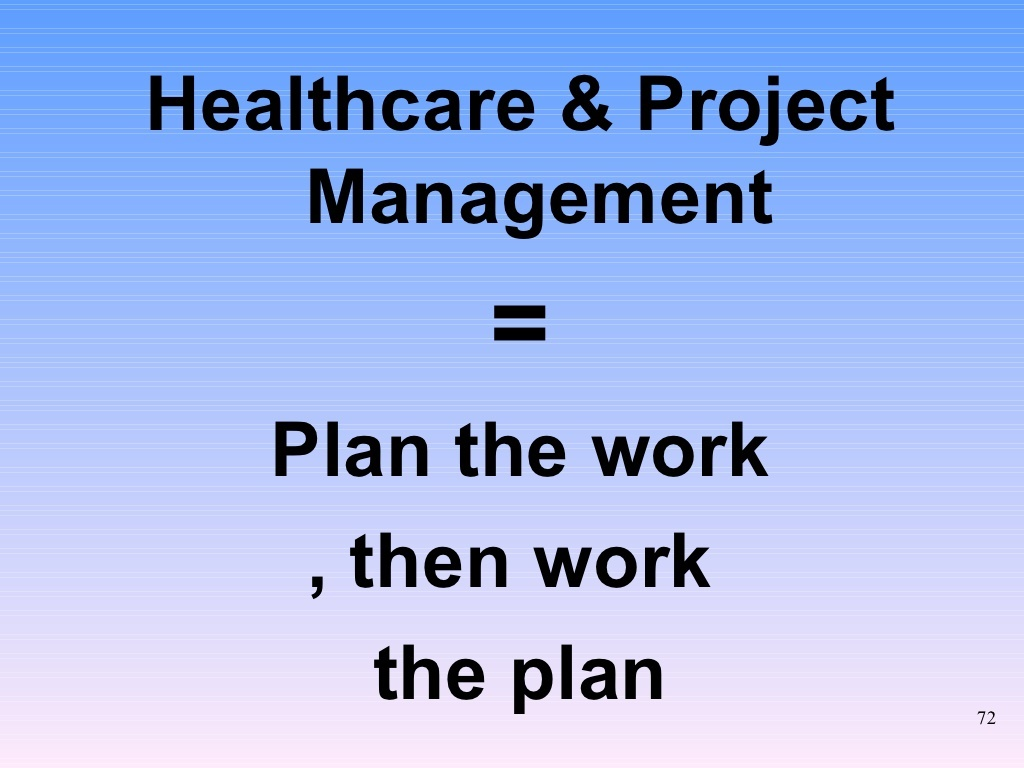 Healthcare & Project
Management
=
Plan the work
, then work
the plan
72